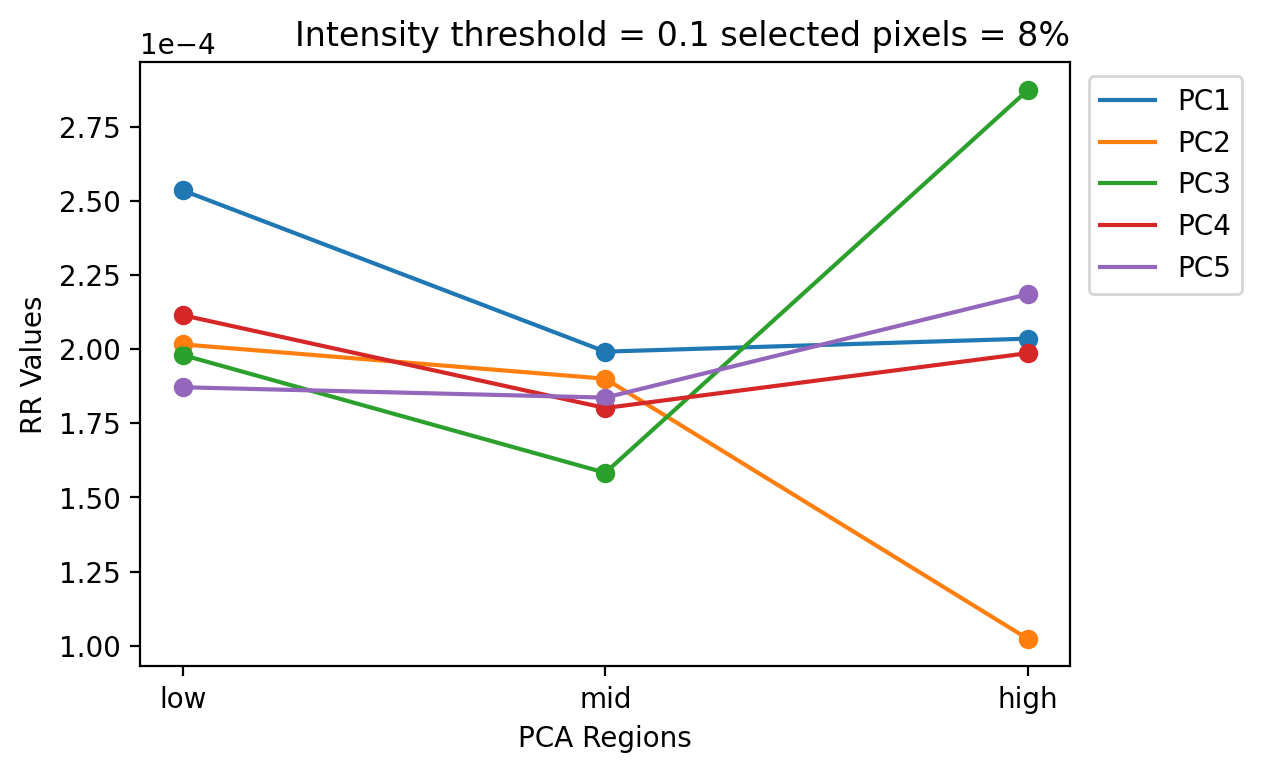 Intensity threshold = 0.1 selected pixels = 8%
1e−4
2.75
2.50
2.25
2.00
1.75
1.50
1.25
1.00
RR Values
low mid high
PCA Regions
PC1
PC2
PC3
PC4
PC5